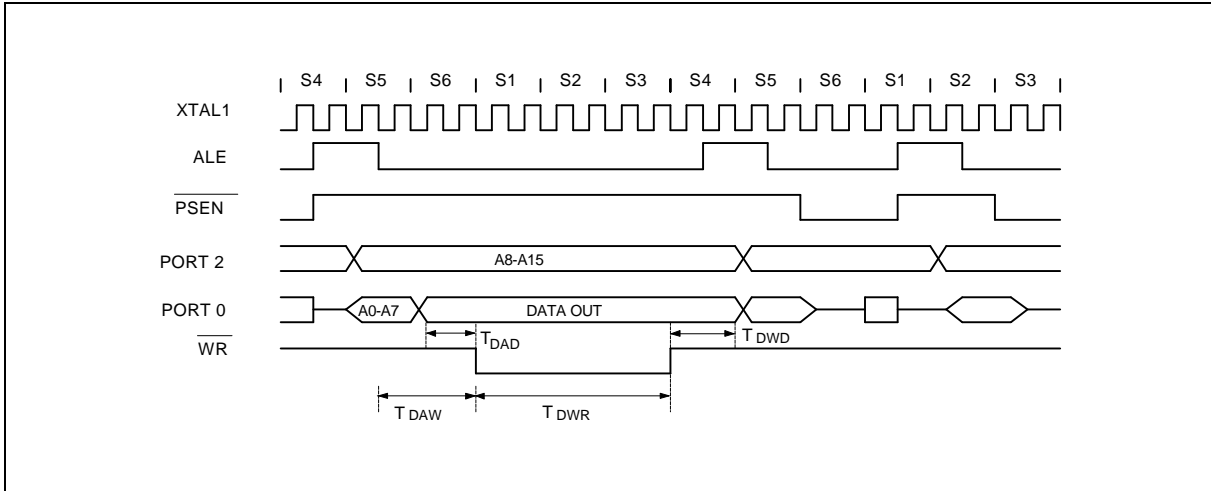 S4 S5 S6 S1 S2 S3 S4 S5 S6 S1 S2 S3
XTAL1
ALE
PSEN
PORT 2
A8-A15
PORT 0
A0-A7
DATA OUT
WR
T DAD
T DWD
T DAW
T DWR